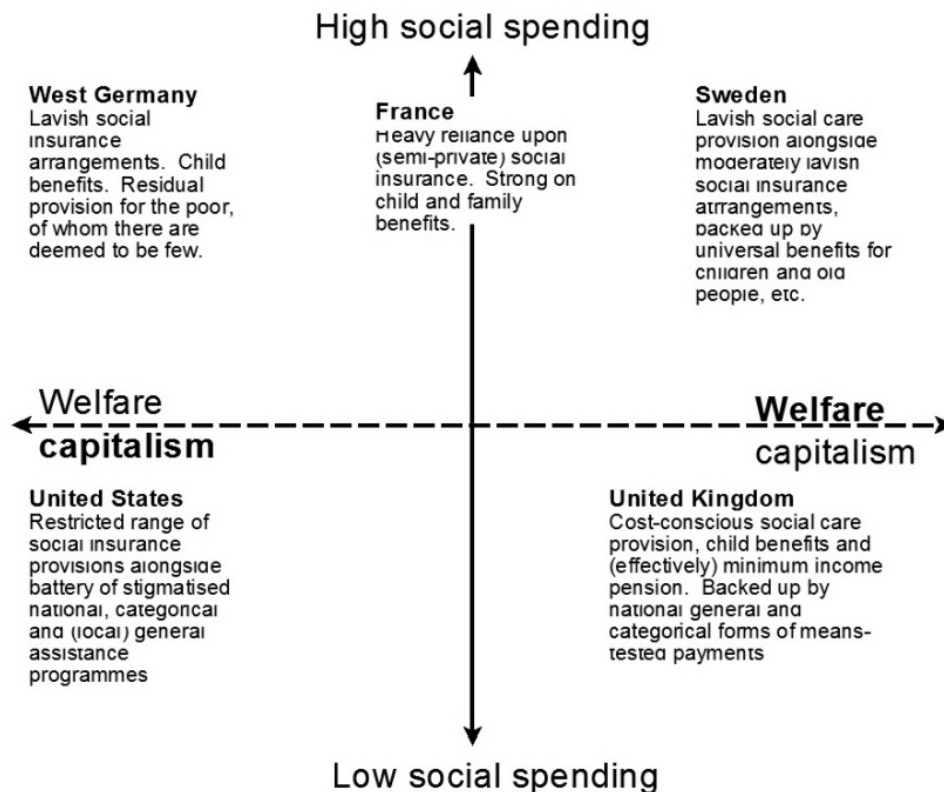 High social spending
West Germany
Lavish social
insurance
arrangements. Child
benefits. Residual
provision for the poor,
of whom there are
deemed to be few.
France
Heavy reliance upon
(semi-private) social
insurance. Strong on
child and family
benefits.
Sweden
Lavish social care
provision alongside
moderately lavish
social insurance
atrrangements,
backed up by
universal benefits for
children and old
people, etc.
Welfare
capitalism
Welfare
capitalism
United States
Restricted range of
social insurance
provisions alongside
battery of stigmatised
national, categorical
and (local) general
assistance
programmes
United Kingdom
Cost-conscious social care
provision, child benefits and
(effectively) minimum income
pension. Backed up by
national general and
categorical forms of means-
tested payments
Low social spending